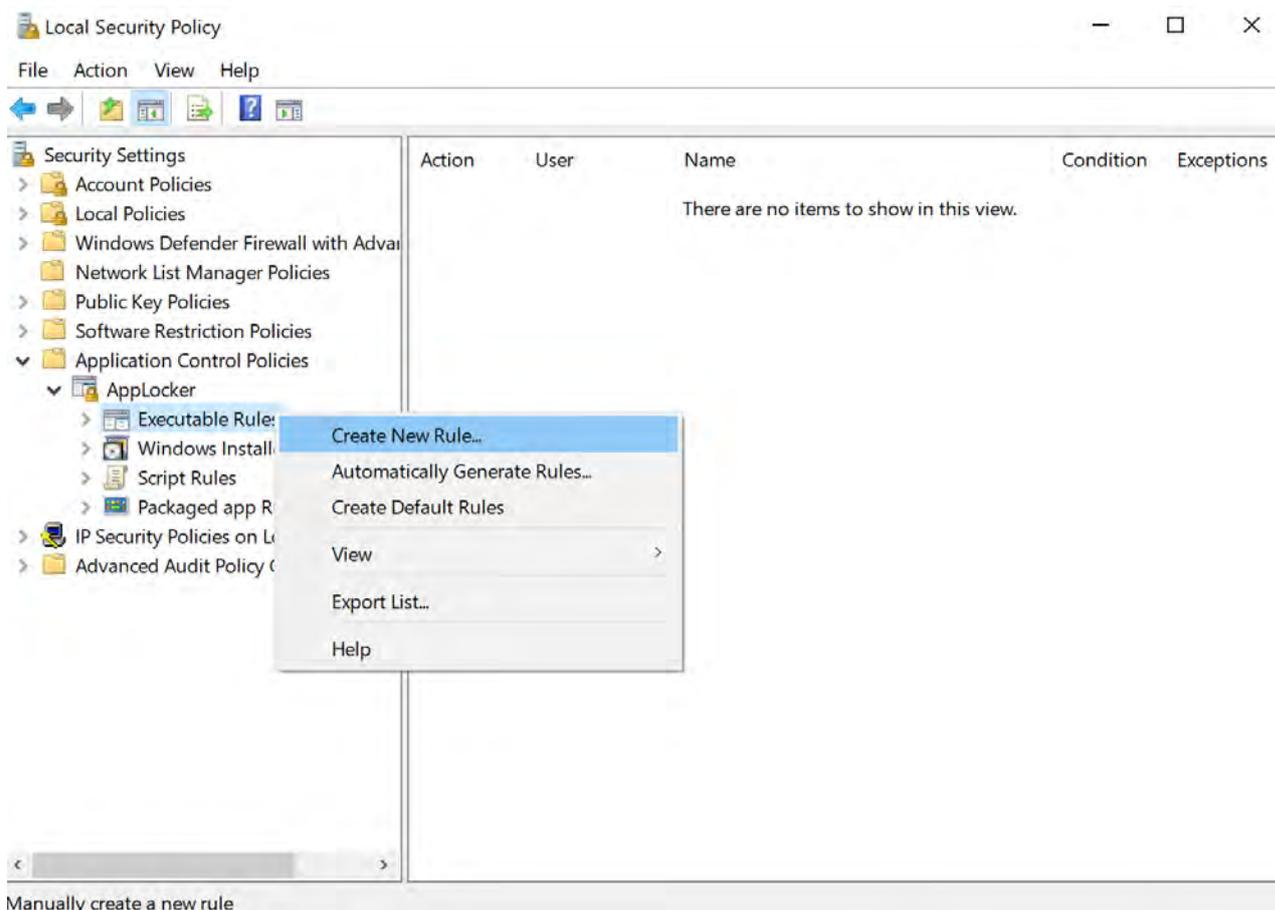 Local Security Policy
File Action View Help
Security Settings
Account Policies
Local Policies
Windows Defender Firewall with Advai
Network List Manager Policies
Public Key Policies
Software Restriction Policies
Application Control Policies
AppLocker
Executable Rules
Windows Install
Script Rules
Packaged app R
IP Security Policies on Lo
Advanced Audit Policy C
Action User Name Condition Exceptions
There are no items to show in this view.
Create New Rule...
Automatically Generate Rules...
Create Default Rules
View
Export List...
Help
Manually create a new rule